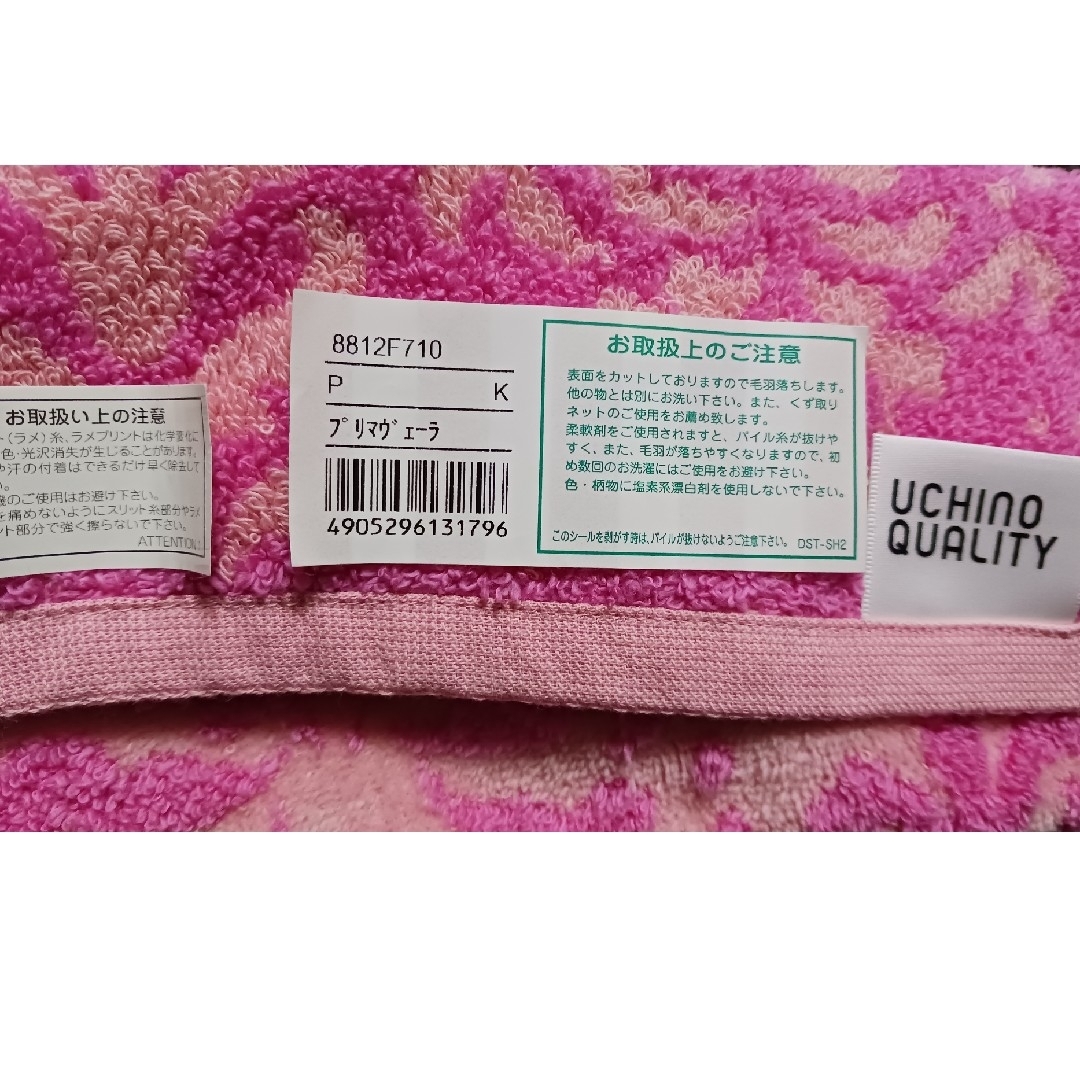 お取扱い上の注意
ト(ラメ)糸、ラメプリントは化学変化に
色・光沢消失が生じることがあります。
や汗の付着はできるだけ早く除去して
い。
機のご使用はお避け下さい。
を痛めないようにスリット糸部分やラメ
ント部分で強く擦らないで下さい。
ATTENTION
8812F710
P K
プリマヴェーラ
4905296131796
お取扱上のご注意
表面をカットしておりますので毛羽落ちします。
他の物とは別にお洗い下さい。また、くず取り
ネットのご使用をお薦め致します。
柔軟剤をご使用されますと、パイル糸が抜けや
すく、また、毛羽が落ちやすくなりますので、初
め数回のお洗濯にはご使用をお避け下さい。
色・柄物に塩素系漂白剤を使用しないで下さい。
このシールを剥がす時は、パイルが抜けないようご注意下さい。 DST-SH2
UCHINO
QUALITY